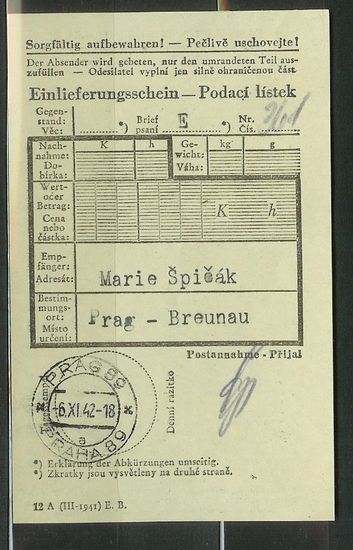 Sorgfältig aufbewahren! — Pečlivě uschovejte!
Der Absender wird gebeten, nur den umrandeten Teil aus-
zufüllen — Odesílatel vyplní jen silně ohraničenou část.
Einlieferungsschein — Podací lístek
Gegen-
stand: *) Brief E Nr.
Věc: *) psaní Čís.
Nach-
nahme: K h Ge-
wicht: kg g
Do-
bírka: Váha:
Wert-
oder
Betrag: K h
Cena
nebo
částka:
Emp-
fänger:
Adresát: Marie Špišák
Bestim-
mungs-
ort: Prag - Breunau
Místo
určení:
Postannahme - Přijal
Denní razítko
PRAG 89
-6.XI.42-18
a
PRAHA 89
*) Erklärung der Abkürzungen umseitig.
*) Zkratky jsou vysvětleny na druhé straně.
12 A (III-1941) E. B.